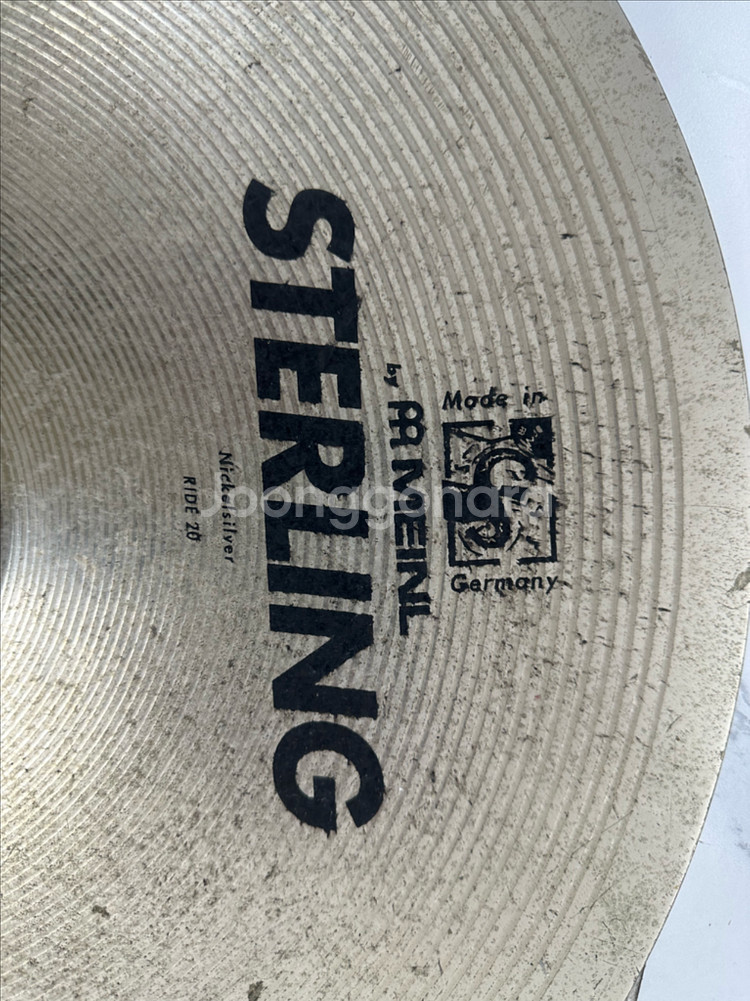 STERLING
by MEINL
Made in
Germany
Nickelsilver
RIDE 20